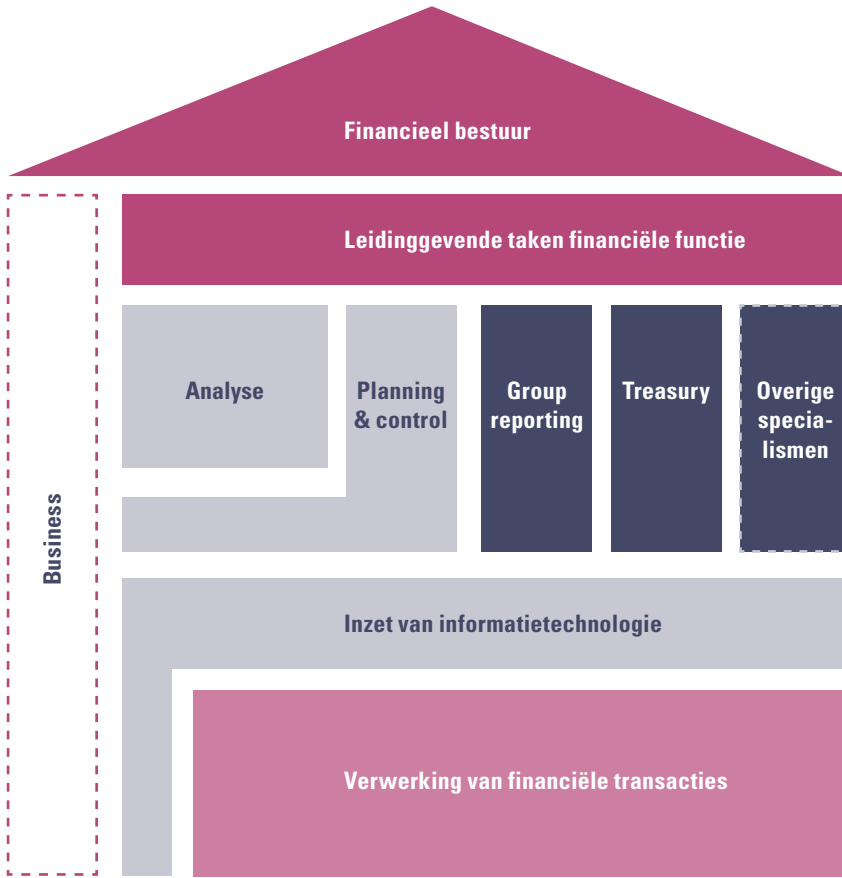 Financieel bestuur
Leidinggevende taken financiële functie
Analyse
Planning
& control
Group
reporting
Treasury
Overige
specia-
lismen
Business
Inzet van informatietechnologie
Verwerking van financiële transacties